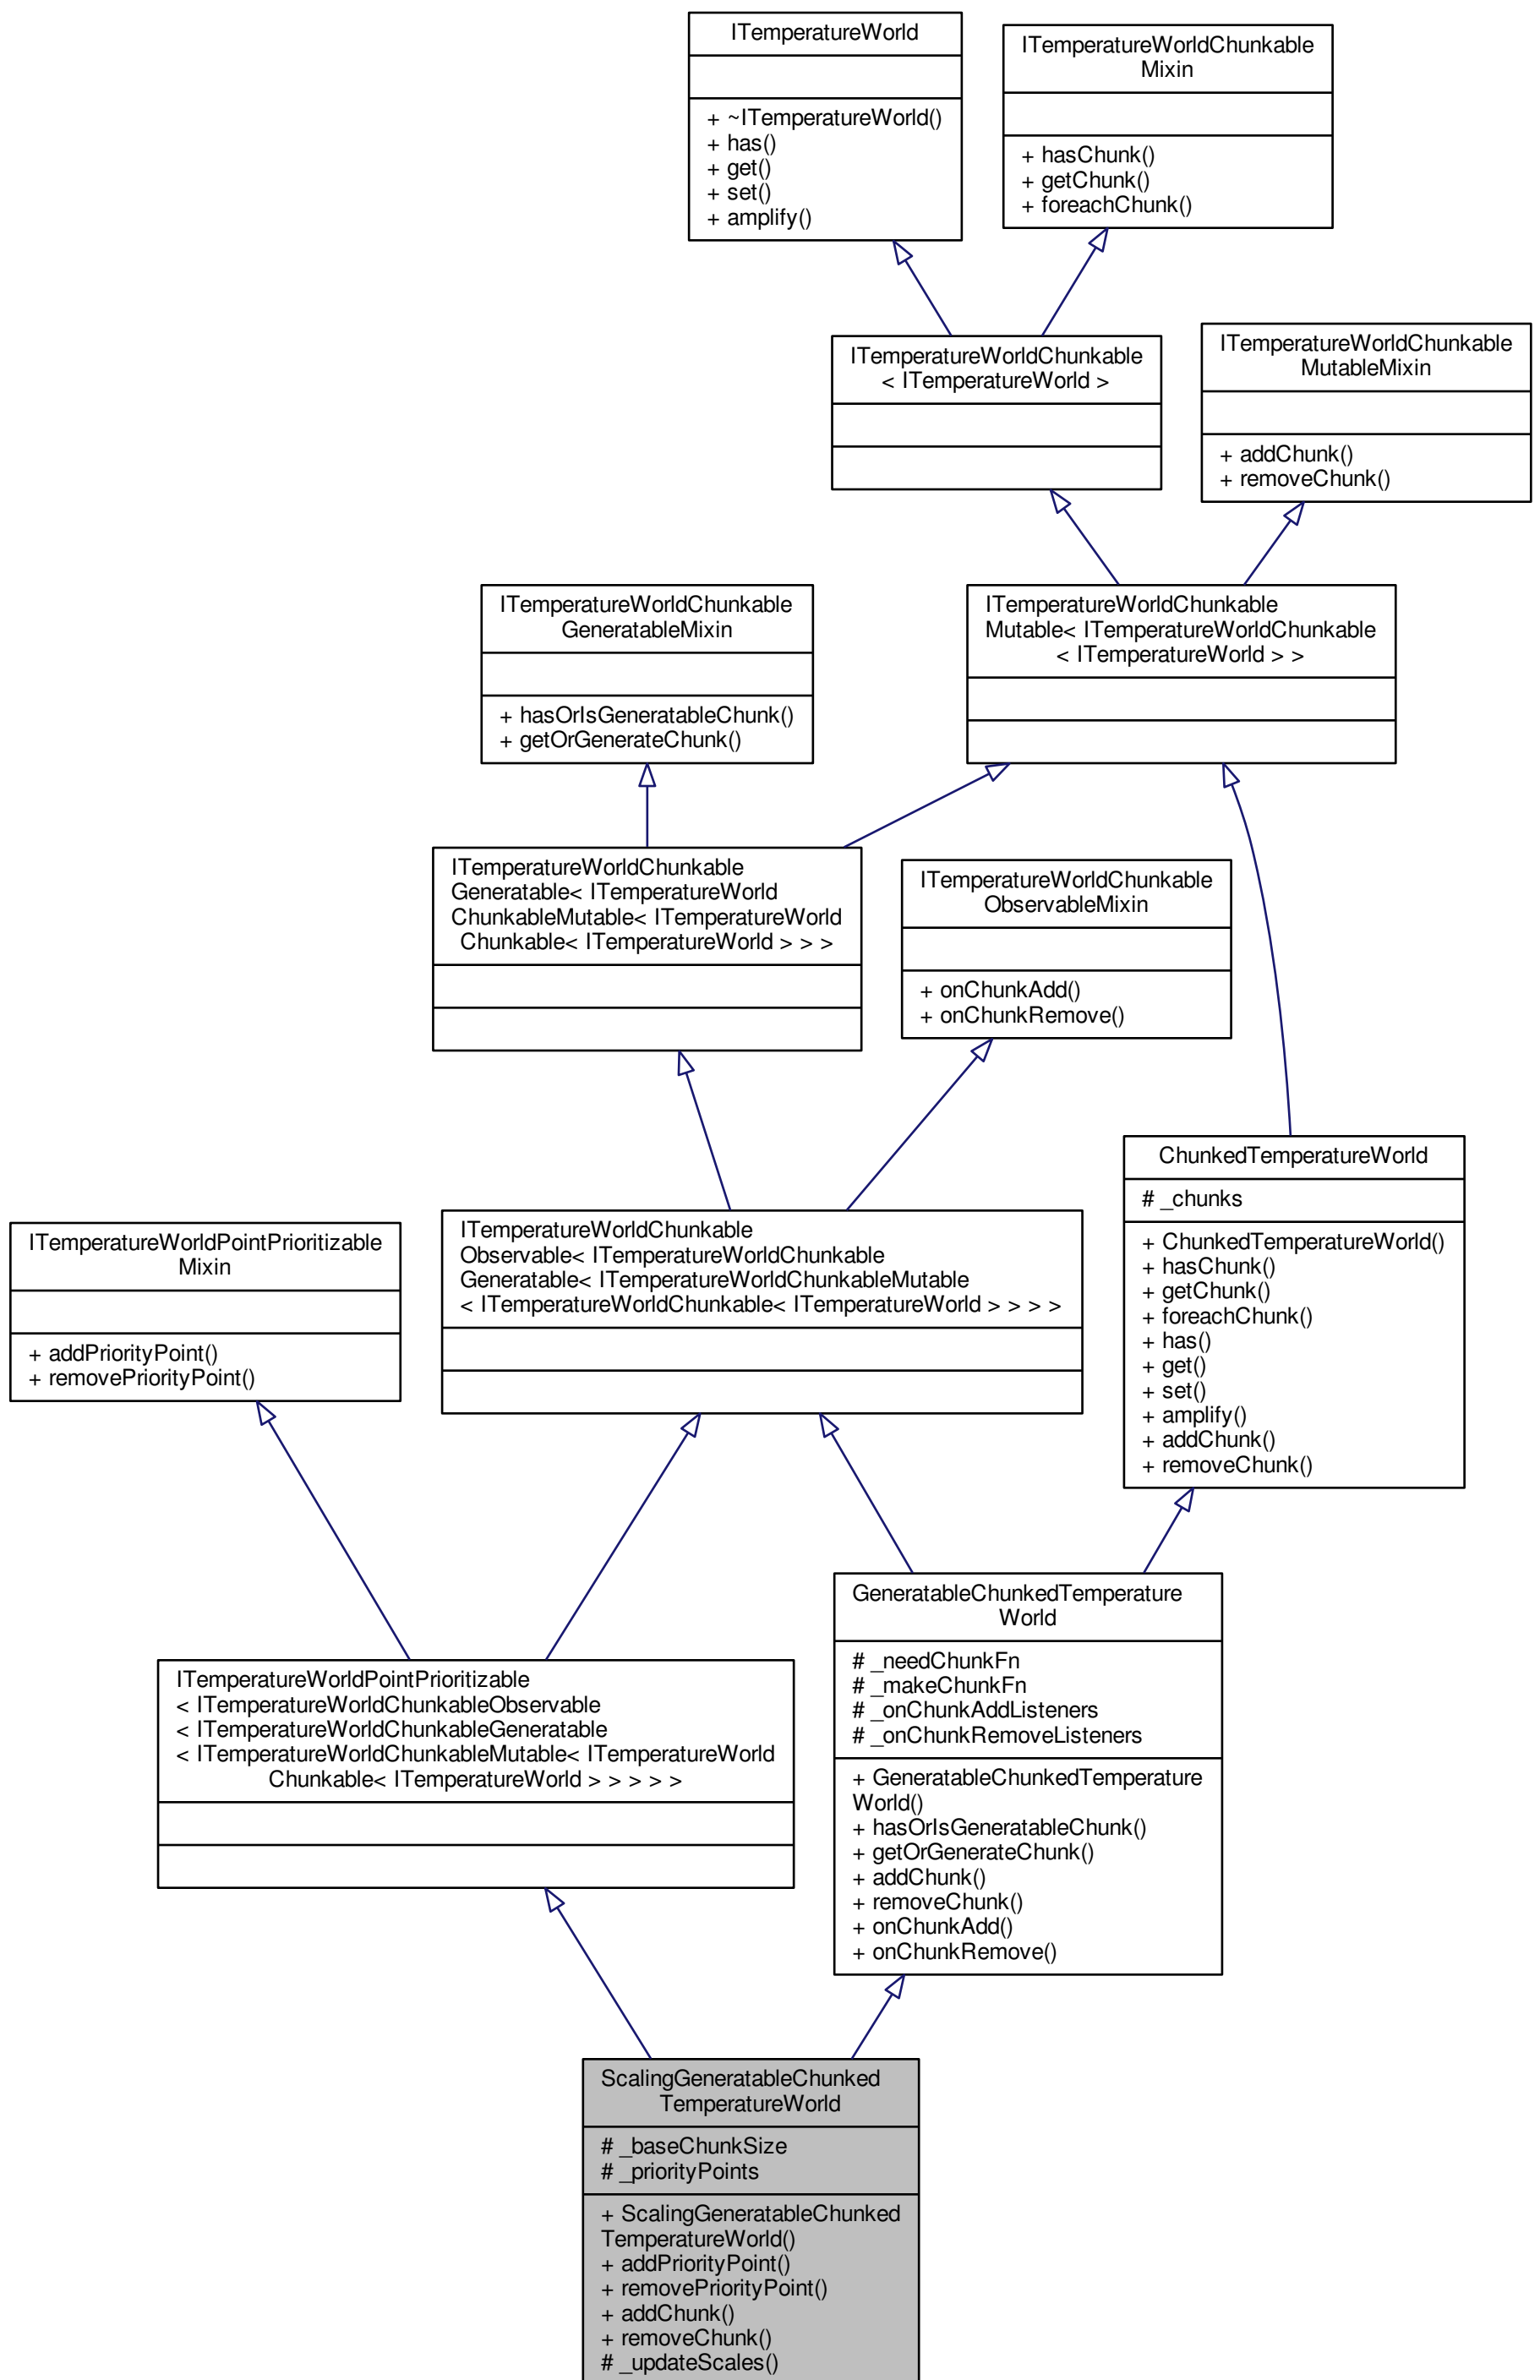 ITemperatureWorld
+ ~ITemperatureWorld()
+ has()
+ get()
+ set()
+ amplify()
ITemperatureWorldChunkable
Mixin
+ hasChunk()
+ getChunk()
+ foreachChunk()
ITemperatureWorldChunkable
< ITemperatureWorld >
ITemperatureWorldChunkable
MutableMixin
+ addChunk()
+ removeChunk()
ITemperatureWorldChunkable
GeneratableMixin
+ hasOrIsGeneratableChunk()
+ getOrGenerateChunk()
ITemperatureWorldChunkable
Mutable< ITemperatureWorldChunkable
< ITemperatureWorld > >
ITemperatureWorldChunkable
Generatable< ITemperatureWorld
ChunkableMutable< ITemperatureWorld
Chunkable< ITemperatureWorld > > >
ITemperatureWorldChunkable
ObservableMixin
+ onChunkAdd()
+ onChunkRemove()
ChunkedTemperatureWorld
# _chunks
+ ChunkedTemperatureWorld()
+ hasChunk()
+ getChunk()
+ foreachChunk()
+ has()
+ get()
+ set()
+ amplify()
+ addChunk()
+ removeChunk()
ITemperatureWorldPointPrioritizable
Mixin
+ addPriorityPoint()
+ removePriorityPoint()
ITemperatureWorldChunkable
Observable< ITemperatureWorldChunkable
Generatable< ITemperatureWorldChunkableMutable
< ITemperatureWorldChunkable< ITemperatureWorld > > > >
GeneratableChunkedTemperature
World
# _needChunkFn
# _makeChunkFn
# _onChunkAddListeners
# _onChunkRemoveListeners
+ GeneratableChunkedTemperature
World()
+ hasOrIsGeneratableChunk()
+ getOrGenerateChunk()
+ addChunk()
+ removeChunk()
+ onChunkAdd()
+ onChunkRemove()
ITemperatureWorldPointPrioritizable
< ITemperatureWorldChunkableObservable
< ITemperatureWorldChunkableGeneratable
< ITemperatureWorldChunkableMutable< ITemperatureWorld
Chunkable< ITemperatureWorld > > > > >
ScalingGeneratableChunked
TemperatureWorld
# _baseChunkSize
# _priorityPoints
+ ScalingGeneratableChunked
TemperatureWorld()
+ addPriorityPoint()
+ removePriorityPoint()
+ addChunk()
+ removeChunk()
# _updateScales()